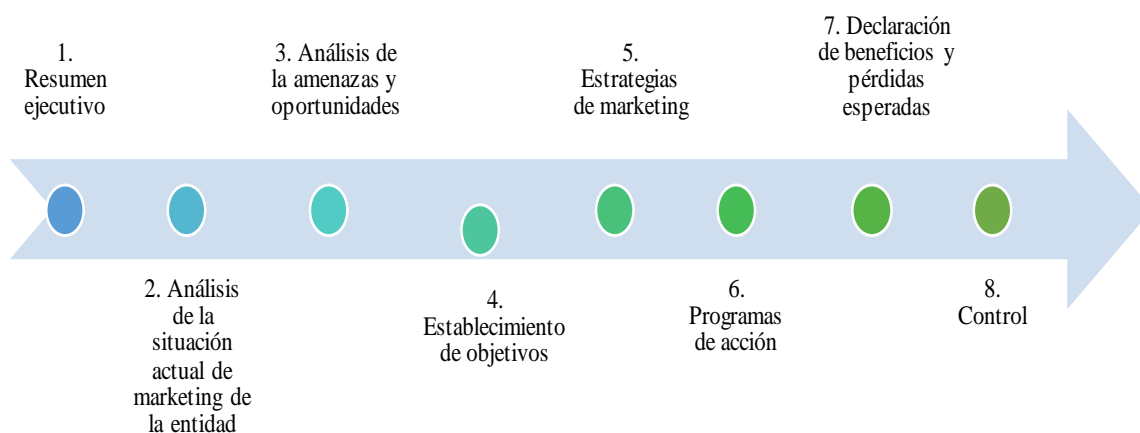 1.
Resumen
ejecutivo
2. Análisis
de la
situación
actual de
marketing de
la entidad
3. Análisis de
la amenazas y
oportunidades
4.
Establecimiento
de objetivos
5.
Estrategias
de marketing
6.
Programas
de acción
7. Declaración
de beneficios y
pérdidas
esperadas
8.
Control